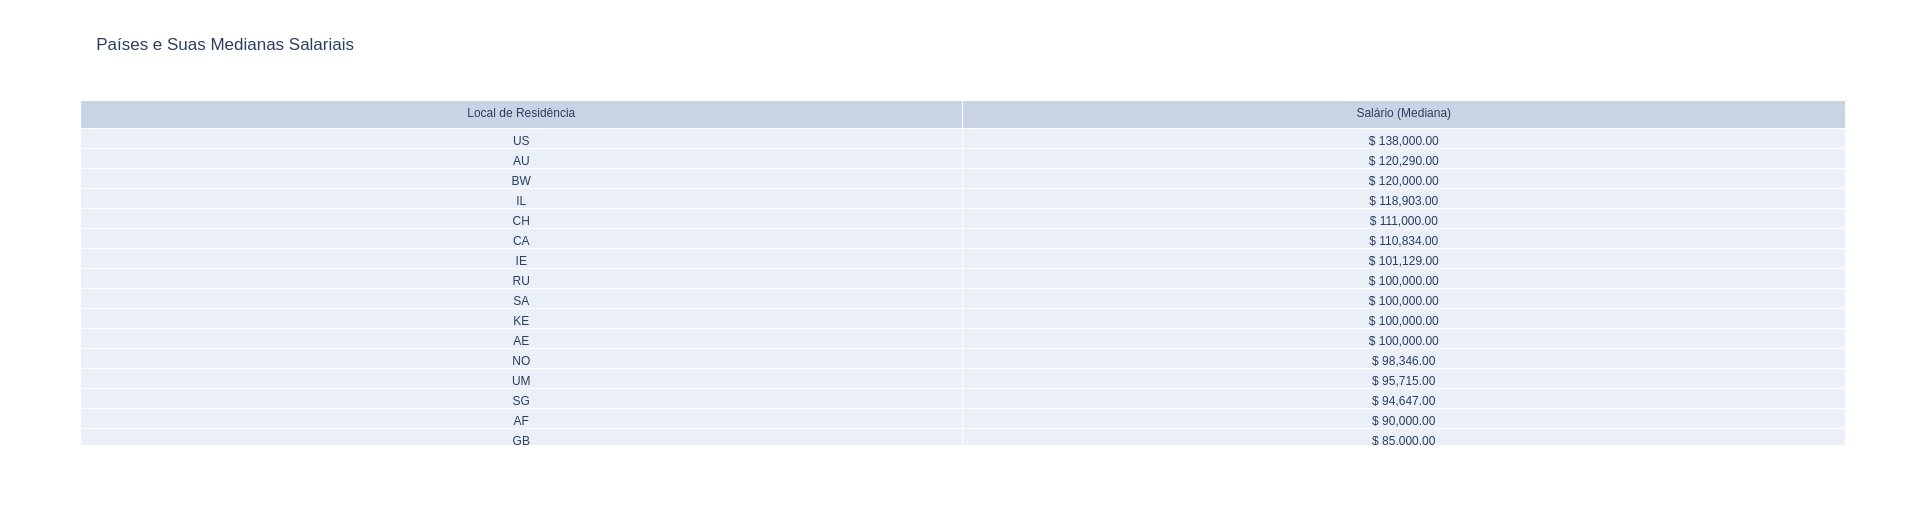 Países e Suas Medianas Salariais
Local de Residência Salário (Mediana)
US $ 138,000.00
AU $ 120,290.00
BW $ 120,000.00
IL $ 118,903.00
CH $ 111,000.00
CA $ 110,834.00
IE $ 101,129.00
RU $ 100,000.00
SA $ 100,000.00
KE $ 100,000.00
AE $ 100,000.00
NO $ 98,346.00
UM $ 95,715.00
SG $ 94,647.00
AF $ 90,000.00
GB $ 85,000.00